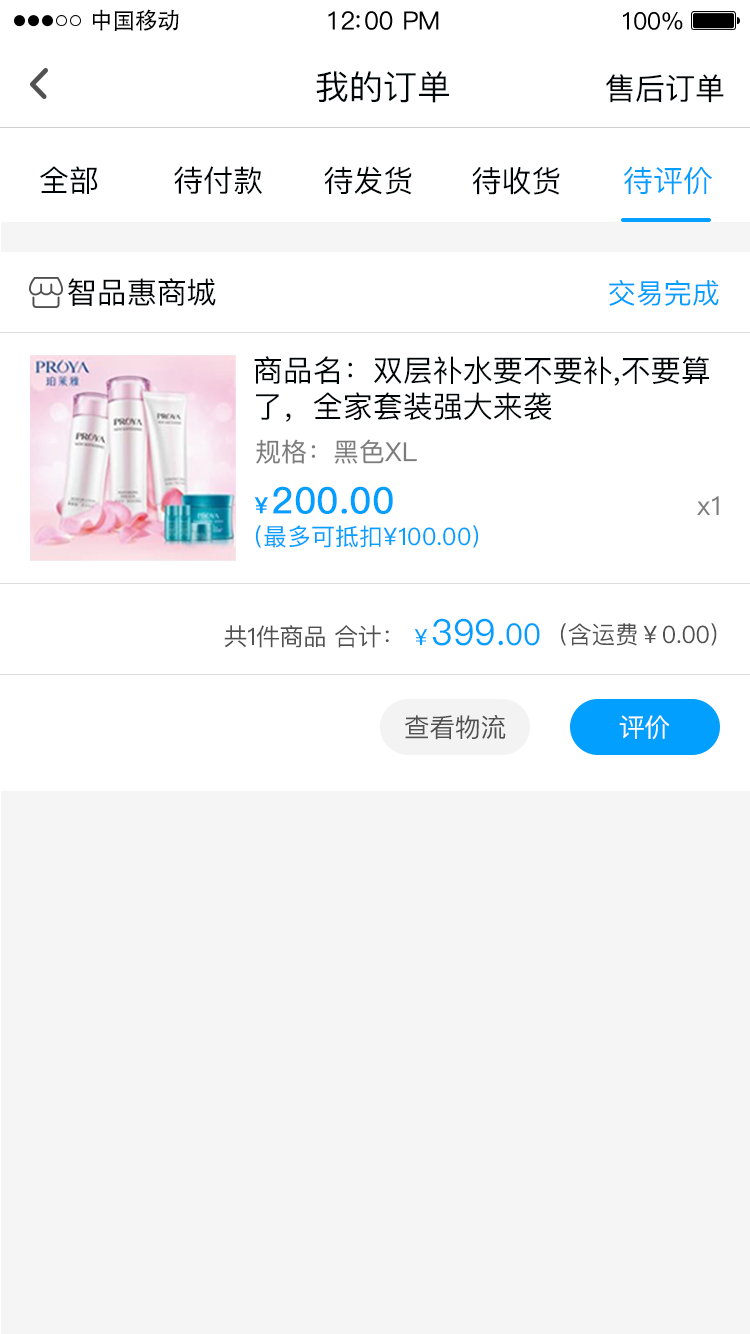 中国移动 12:00 PM 100%
我的订单 售后订单
全部 待付款 待发货 待收货 待评价
智品惠商城 交易完成
PROYA
珀莱雅
PROYA
PROYA
PROYA
PROYA
商品名：双层补水要不要补,不要算
了，全家套装强大来袭
规格：黑色XL
¥200.00 x1
(最多可抵扣¥100.00)
共1件商品 合计： ¥399.00 （含运费￥0.00)
查看物流 评价